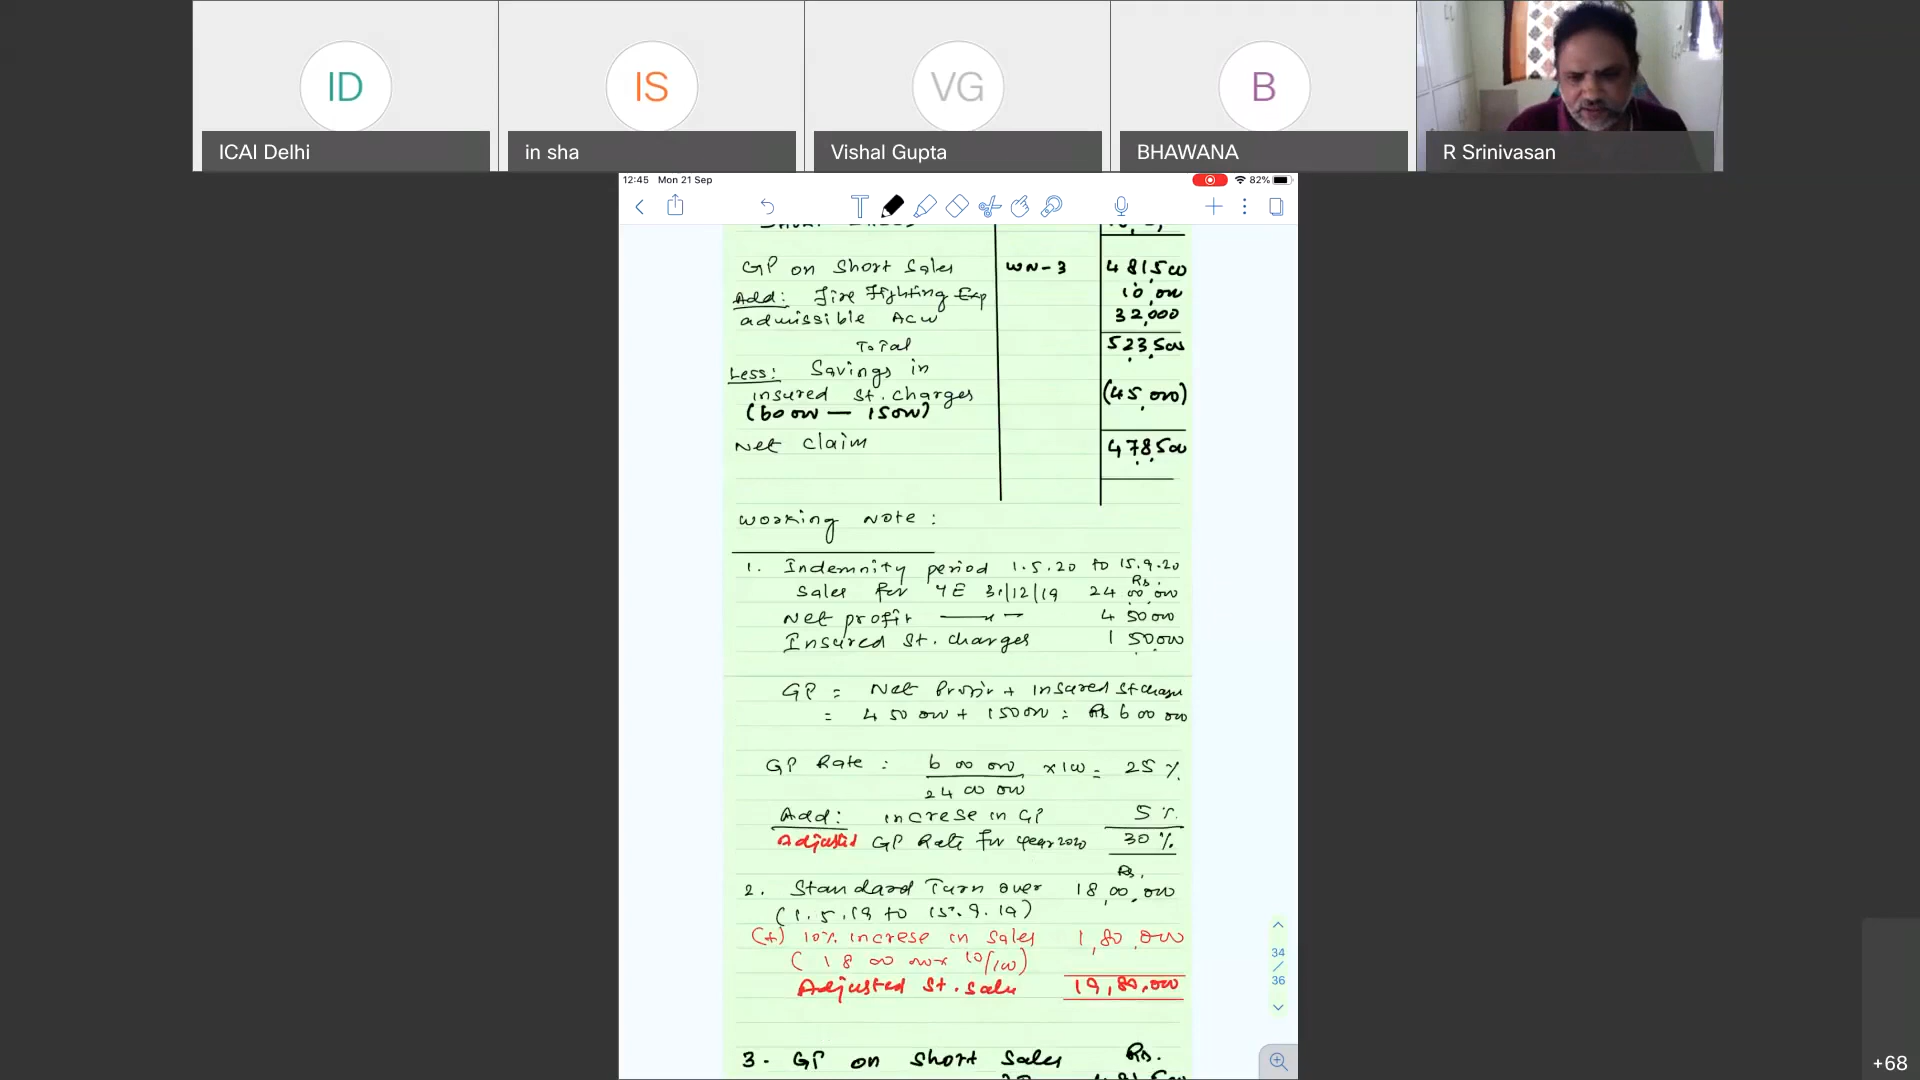 ID
IS
VG
B
ICAI Delhi
in sha
Vishal Gupta
BHAWANA
R Srinivasan
12:45 Mon 21 Sep
82%
GP on Short Sales WN-3 481500
Add: Fire Fighting Exp 10,000
admissible ACW 32,000
Total 523,500
Less: Savings in
insured St. charges (45,000)
(60000 — 15000)
Net claim 478,500
Working Note :
1. Indemnity period 1.5.20 to 15.9.20
Rs.
Sales for YE 31/12/19 24 00,000
Net profit 4 50000
Insured St. charges 1 50000
GP = Net Profit + Insured St charges
= 4 50 000 + 150000 = Rs 6 00 000
GP Rate : 6 00 000 x100 = 25 %
24 00 000
Add: increse in GP 5 %
Adjusted GP Rate for year 2020 30 %
Rs.
2. Standard Turn over 18,00,000
(1.5.19 to 15.9.19)
(+) 10% increse in Sales 1,80,000
( 18 00 000 x 10/100)
Adjusted St. sales 19,80,000
3. GP on Short Sales Rs.
34
/
36
+68